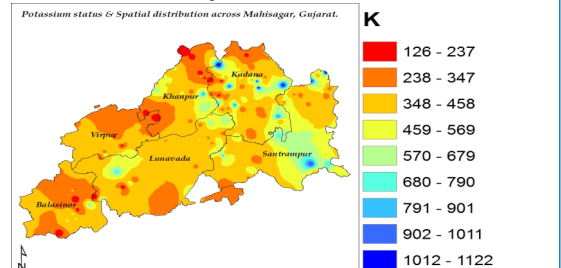 Potassium status & Spatial distribution across Mahisagar, Gujarat.
K
126 - 237
238 - 347
348 - 458
459 - 569
570 - 679
680 - 790
791 - 901
902 - 1011
1012 - 1122
Kadana
Khanpur
Virpur
Lunavada
Santrampur
Balasinor
N